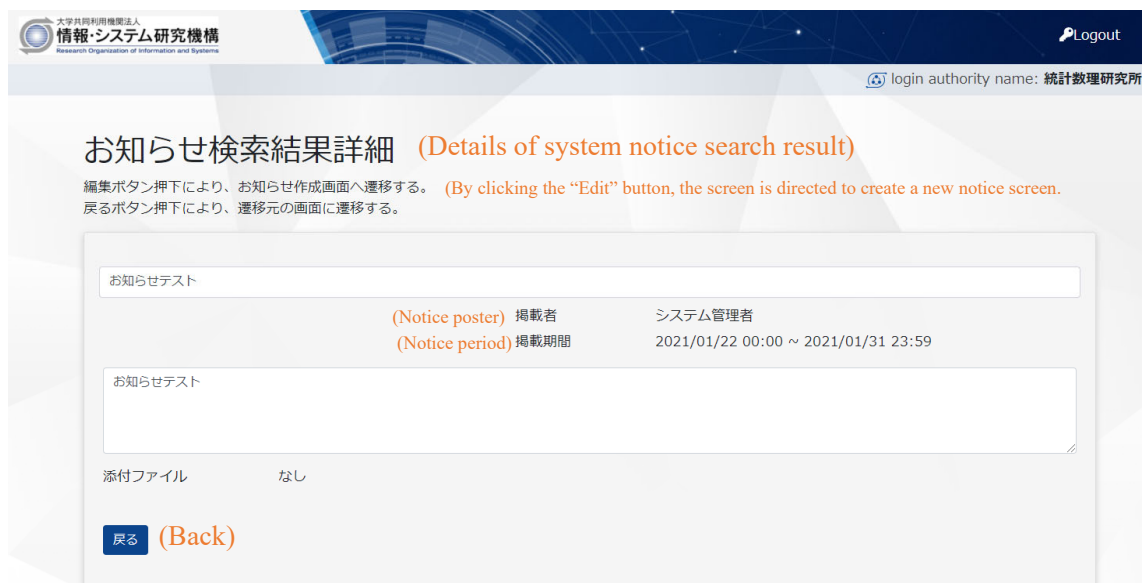 大学共同利用機関法人
情報・システム研究機構
Research Organization of Information and Systems
Logout
login authority name: 統計数理研究所
お知らせ検索結果詳細 (Details of system notice search result)
編集ボタン押下により、お知らせ作成画面へ遷移する。 (By clicking the “Edit” button, the screen is directed to create a new notice screen.
戻るボタン押下により、遷移元の画面に遷移する。
お知らせテスト
(Notice poster) 掲載者 システム管理者
(Notice period) 掲載期間 2021/01/22 00:00 ~ 2021/01/31 23:59
お知らせテスト
添付ファイル なし
戻る (Back)